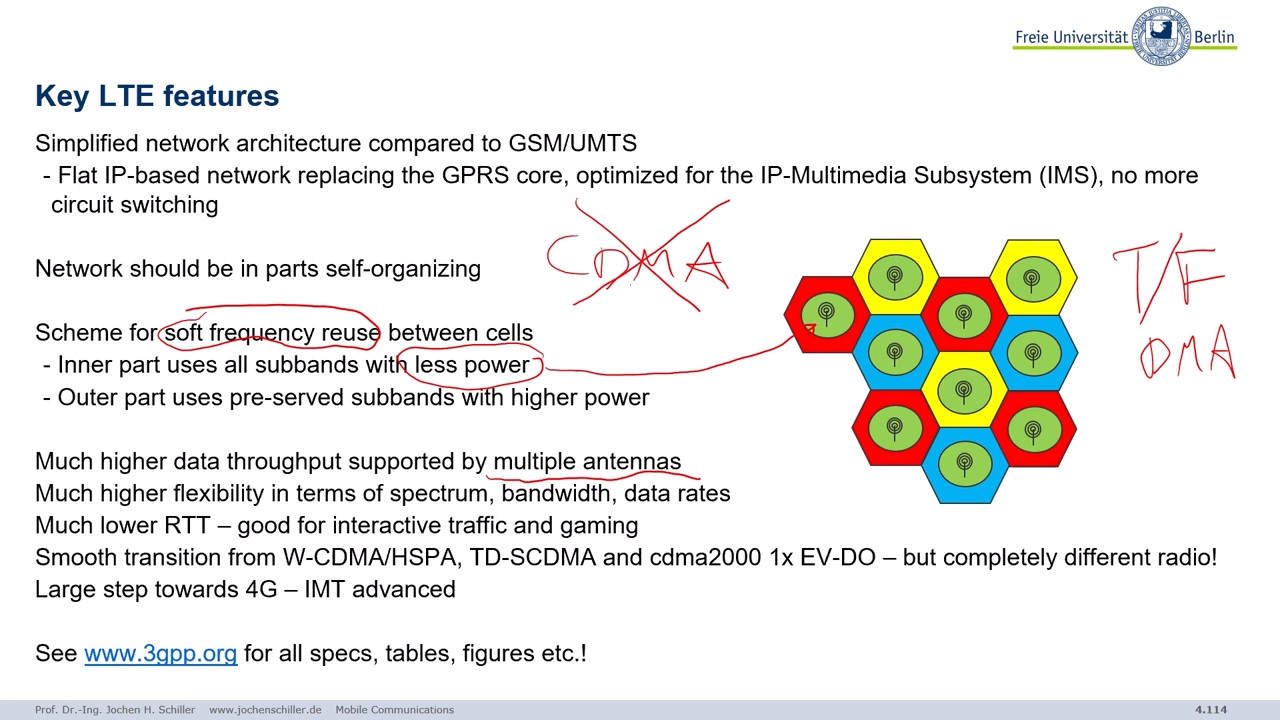 Freie Universität Berlin
Key LTE features
Simplified network architecture compared to GSM/UMTS
- Flat IP-based network replacing the GPRS core, optimized for the IP-Multimedia Subsystem (IMS), no more
circuit switching
CDMA
T/F
DMA
Network should be in parts self-organizing
Scheme for soft frequency reuse between cells
- Inner part uses all subbands with less power
- Outer part uses pre-served subbands with higher power
Much higher data throughput supported by multiple antennas
Much higher flexibility in terms of spectrum, bandwidth, data rates
Much lower RTT – good for interactive traffic and gaming
Smooth transition from W-CDMA/HSPA, TD-SCDMA and cdma2000 1x EV-DO – but completely different radio!
Large step towards 4G – IMT advanced
See www.3gpp.org for all specs, tables, figures etc.!
Prof. Dr.-Ing. Jochen H. Schiller www.jochenschiller.de Mobile Communications 4.114